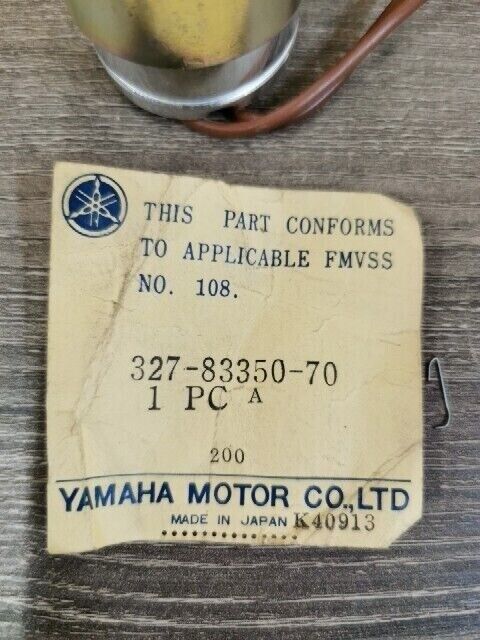 THIS PART CONFORMS
TO APPLICABLE FMVSS
NO. 108.
327-83350-70
1 PC A
200
YAMAHA MOTOR CO.,LTD
MADE IN JAPAN K40913